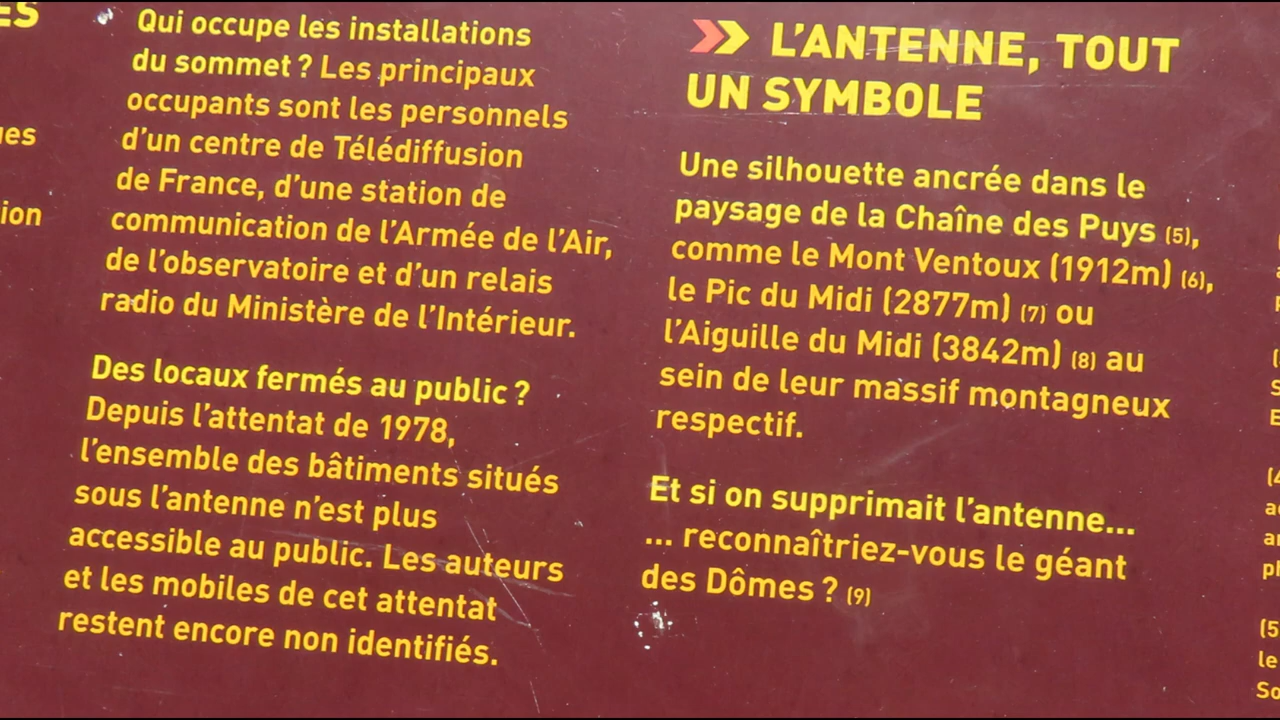 Qui occupe les installations
du sommet ? Les principaux
occupants sont les personnels
d'un centre de Télédiffusion
de France, d'une station de
communication de l'Armée de l'Air,
de l'observatoire et d'un relais
radio du Ministère de l'Intérieur.
Des locaux fermés au public ?
Depuis l'attentat de 1978,
l'ensemble des bâtiments situés
sous l'antenne n'est plus
accessible au public. Les auteurs
et les mobiles de cet attentat
restent encore non identifiés.
L'ANTENNE, TOUT
UN SYMBOLE
Une silhouette ancrée dans le
paysage de la Chaîne des Puys (5),
comme le Mont Ventoux (1912m) (6),
le Pic du Midi (2877m) (7) ou
l'Aiguille du Midi (3842m) (8) au
sein de leur massif montagneux
respectif.
Et si on supprimait l'antenne...
... reconnaîtriez-vous le géant
des Dômes ? (9)